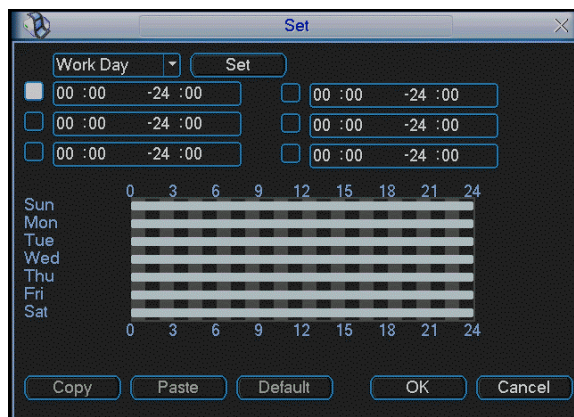 Set
Work Day Set
00 :00 -24 :00 00 :00 -24 :00
00 :00 -24 :00 00 :00 -24 :00
00 :00 -24 :00 00 :00 -24 :00
0 3 6 9 12 15 18 21 24
Sun
Mon
Tue
Wed
Thu
Fri
Sat
0 3 6 9 12 15 18 21 24
Copy Paste Default OK Cancel